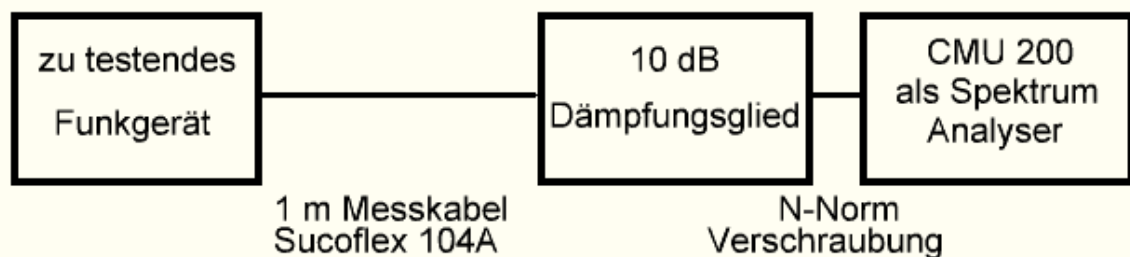 zu testendes
Funkgerät
10 dB
Dämpfungsglied
CMU 200
als Spektrum
Analyser
1 m Messkabel
Sucoflex 104A
N-Norm
Verschraubung